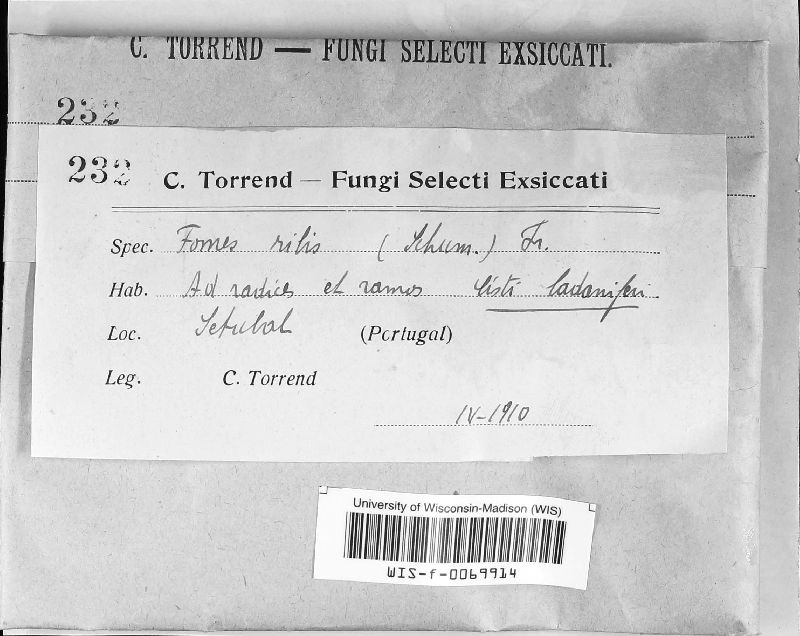 C. TORREND — FUNGI SELECTI EXSICCATI.
232
232 C. Torrend — Fungi Selecti Exsiccati
Spec. Fomes rilis (Schum.) Fr.
Hab. Ad radices et ramos Cisti ladaniferi.
Loc. Setubal (Portugal)
Leg. C. Torrend
IV-1910
University of Wisconsin-Madison (WIS)
WIS-f-0069914